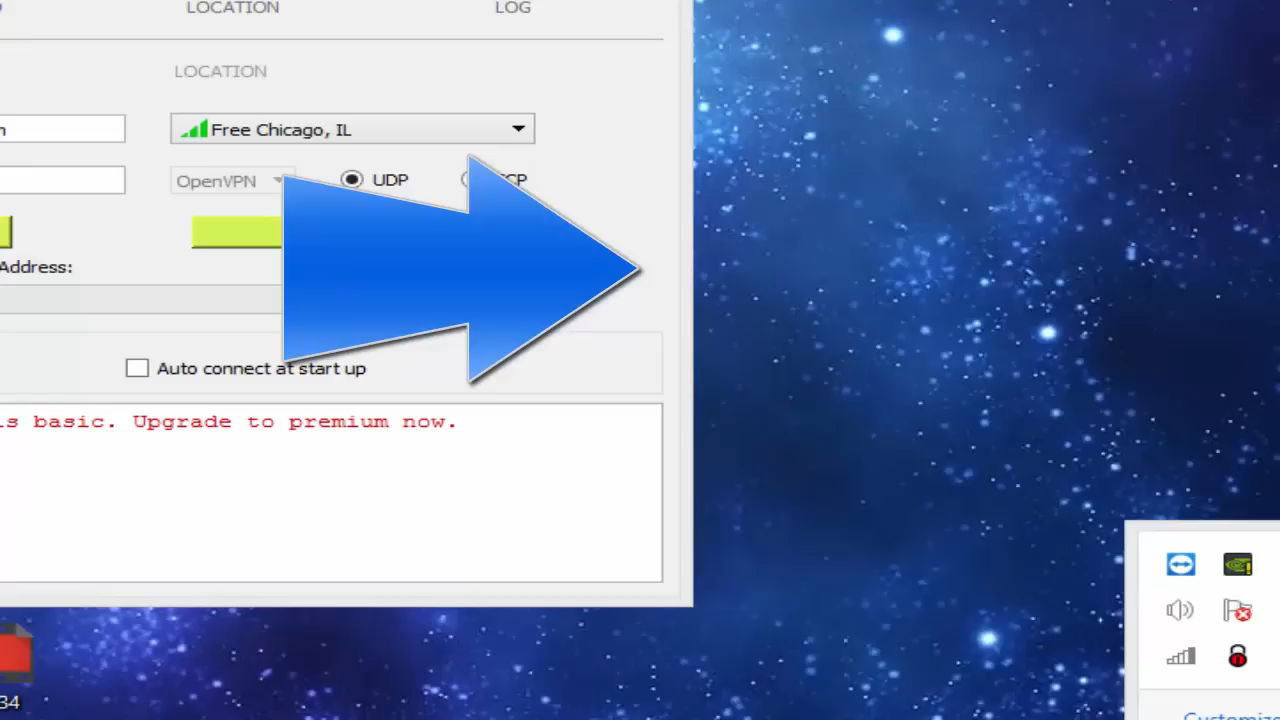 LOCATION LOG
LOCATION
Free Chicago, IL
OpenVPN UDP
Address:
Auto connect at start up
basic. Upgrade to premium now.
34
Customize